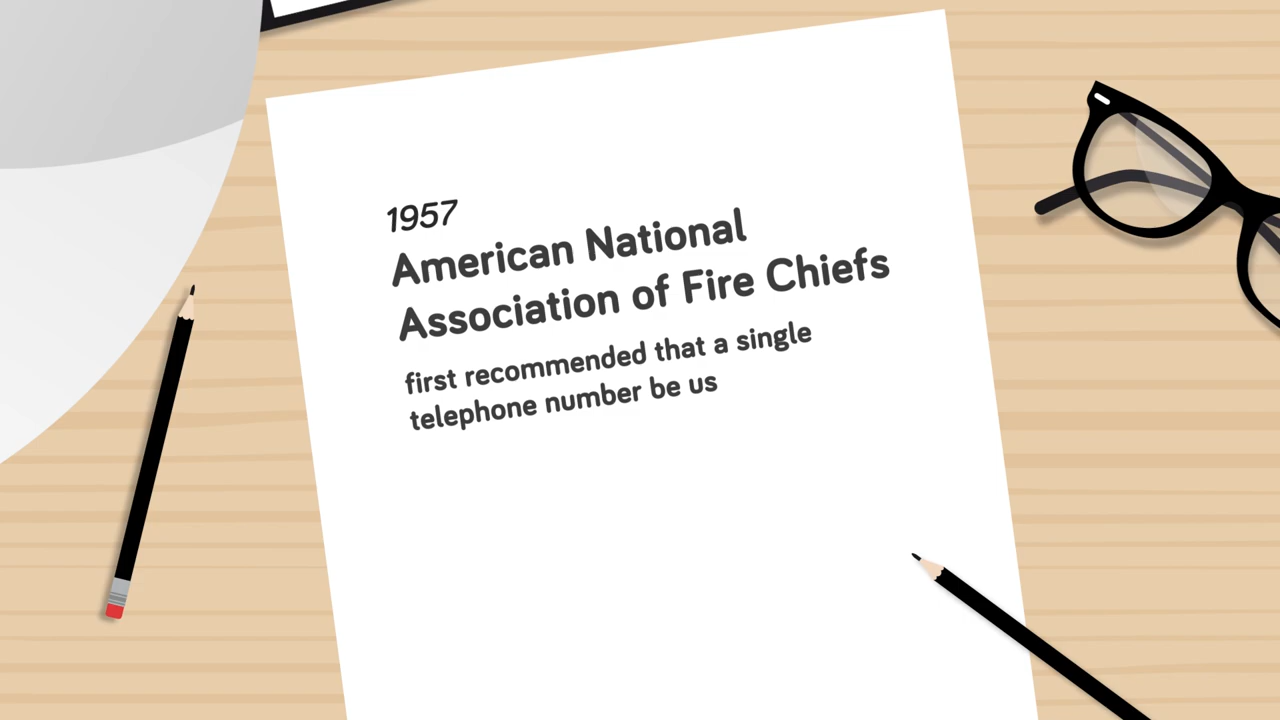 1957
American National
Association of Fire Chiefs
first recommended that a single
telephone number be us